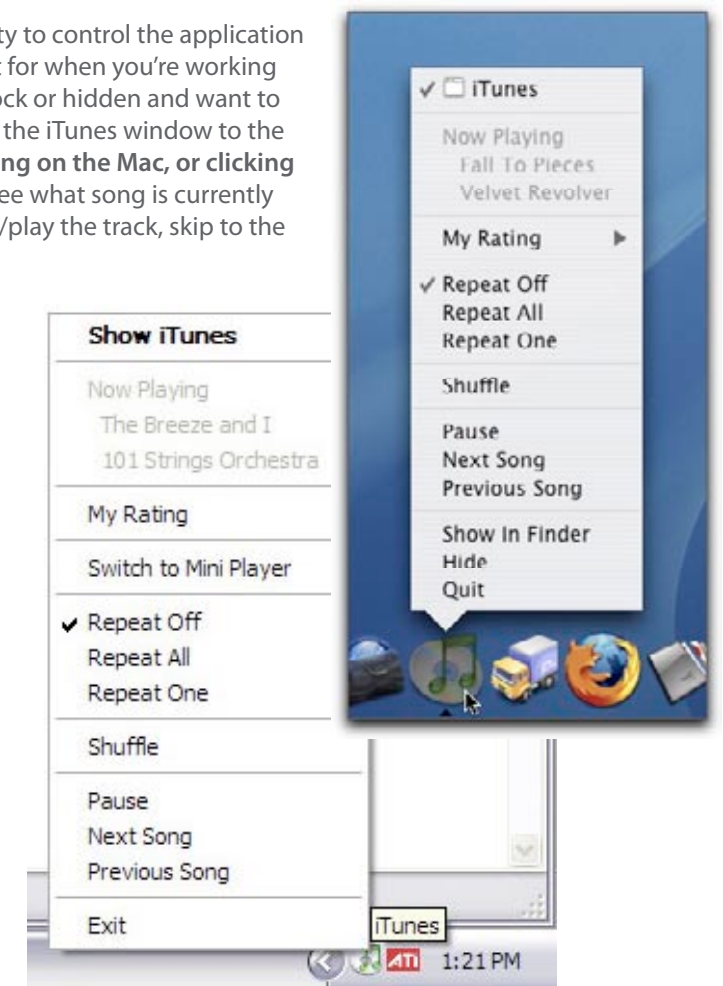 ty to control the application
t for when you're working
ock or hidden and want to
the iTunes window to the
ng on the Mac, or clicking
ee what song is currently
/play the track, skip to the
✓ iTunes
Now Playing
Fall To Pieces
Velvet Revolver
My Rating
✓ Repeat Off
Repeat All
Repeat One
Shuffle
Pause
Next Song
Previous Song
Show In Finder
Hide
Quit
Show iTunes
Now Playing
The Breeze and I
101 Strings Orchestra
My Rating
Switch to Mini Player
✓ Repeat Off
Repeat All
Repeat One
Shuffle
Pause
Next Song
Previous Song
Exit
iTunes
ATI 1:21 PM